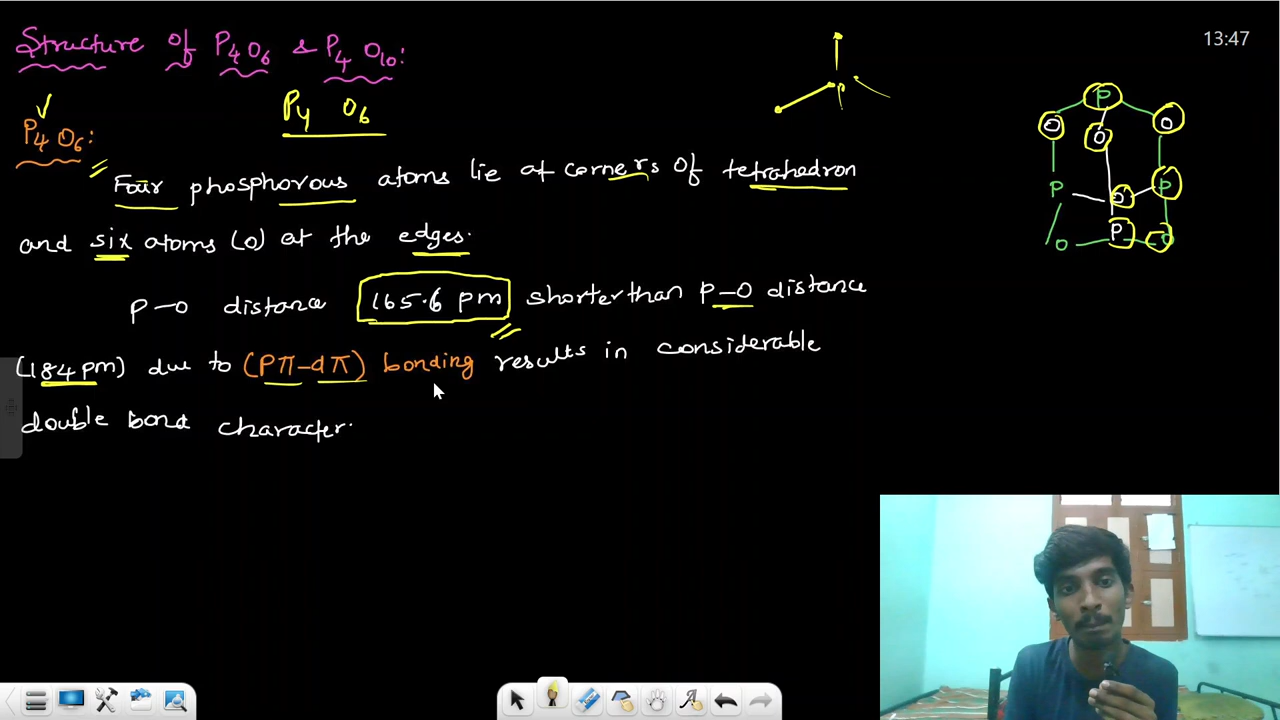 Structure of P4O6 & P4O10:
13:47
P4 O6
P4O6:
Four phosphorous atoms lie at corners of tetrahedron
and six atoms (O) at the edges.
P-O distance 165.6 pm shorter than P-O distance
(184 pm) due to (Pπ-dπ) bonding results in considerable
double bond character.
P
P
O O O
P O P
O P O